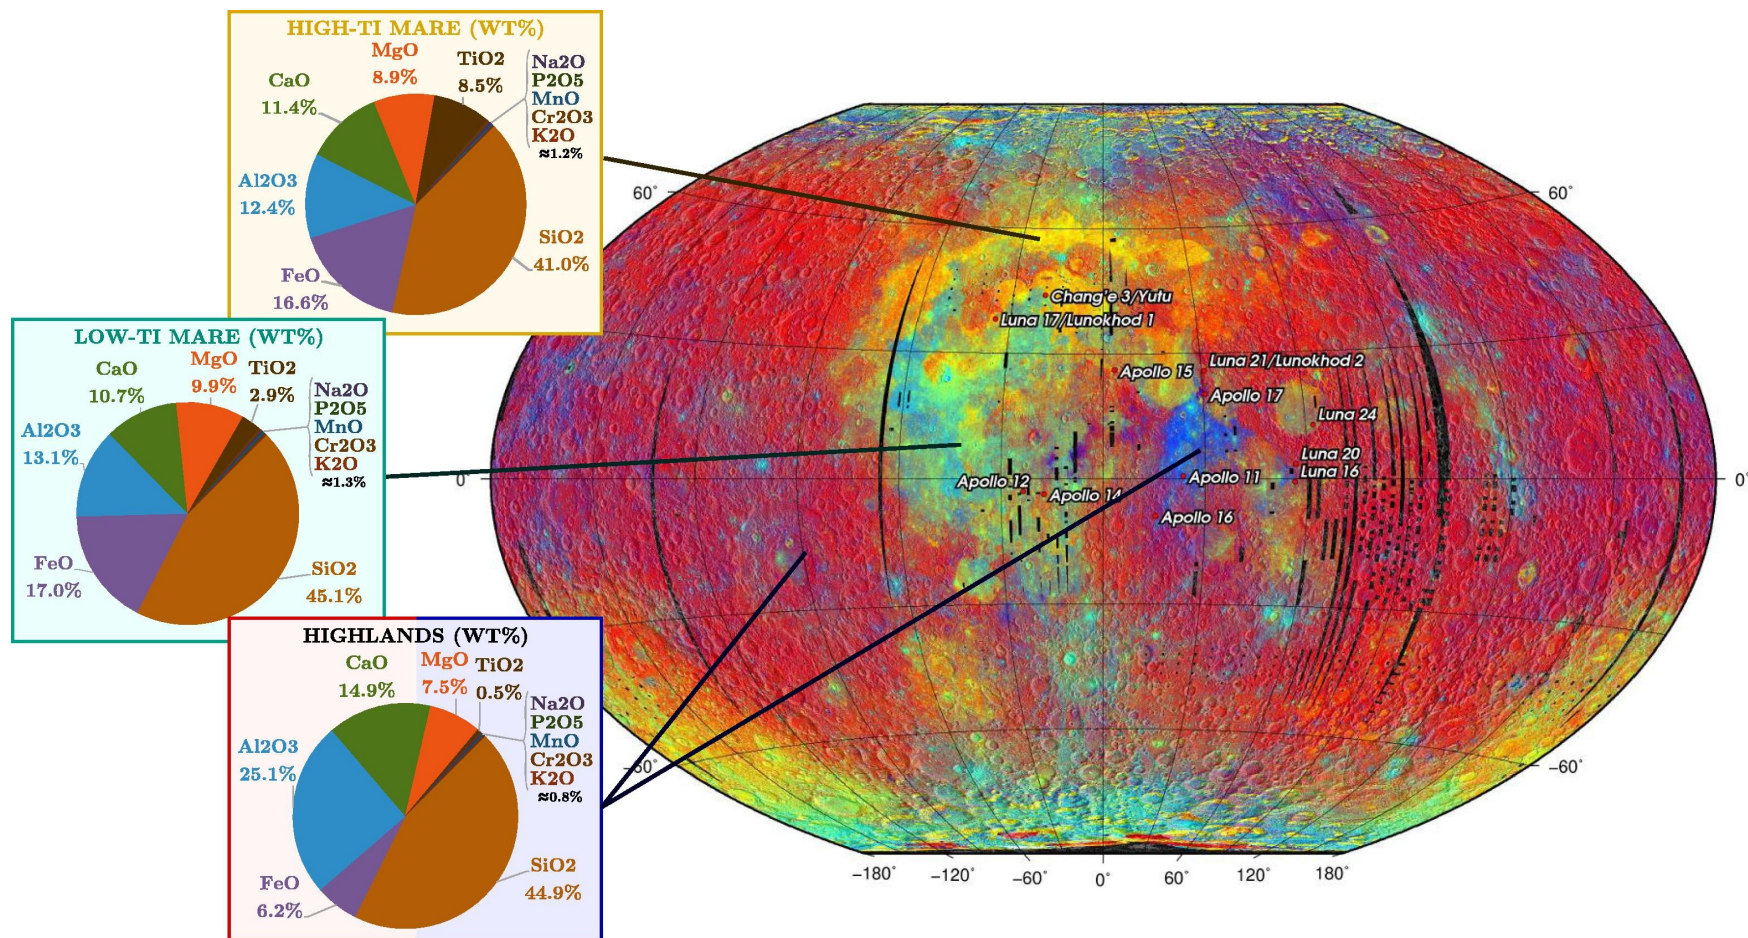 HIGH-TI MARE (WT%)
MgO
8.9%
TiO2
8.5%
Na2O
P2O5
MnO
Cr2O3
K2O
≈1.2%
CaO
11.4%
Al2O3
12.4%
SiO2
41.0%
FeO
16.6%
LOW-TI MARE (WT%)
CaO
10.7%
MgO
9.9%
TiO2
2.9%
Na2O
P2O5
MnO
Cr2O3
K2O
≈1.3%
Al2O3
13.1%
FeO
17.0%
SiO2
45.1%
HIGHLANDS (WT%)
CaO
14.9%
MgO
7.5%
TiO2
0.5%
Na2O
P2O5
MnO
Cr2O3
K2O
≈0.8%
Al2O3
25.1%
FeO
6.2%
SiO2
44.9%
60°
60°
Chang'e 3/Yutu
Luna 17/Lunokhod 1
Apollo 15
Luna 21/Lunokhod 2
Apollo 17
Luna 24
Luna 20
Luna 16
Apollo 12
Apollo 14
Apollo 11
Apollo 16
0
0°
−60°
−180°
−120°
−60°
0°
60°
120°
180°